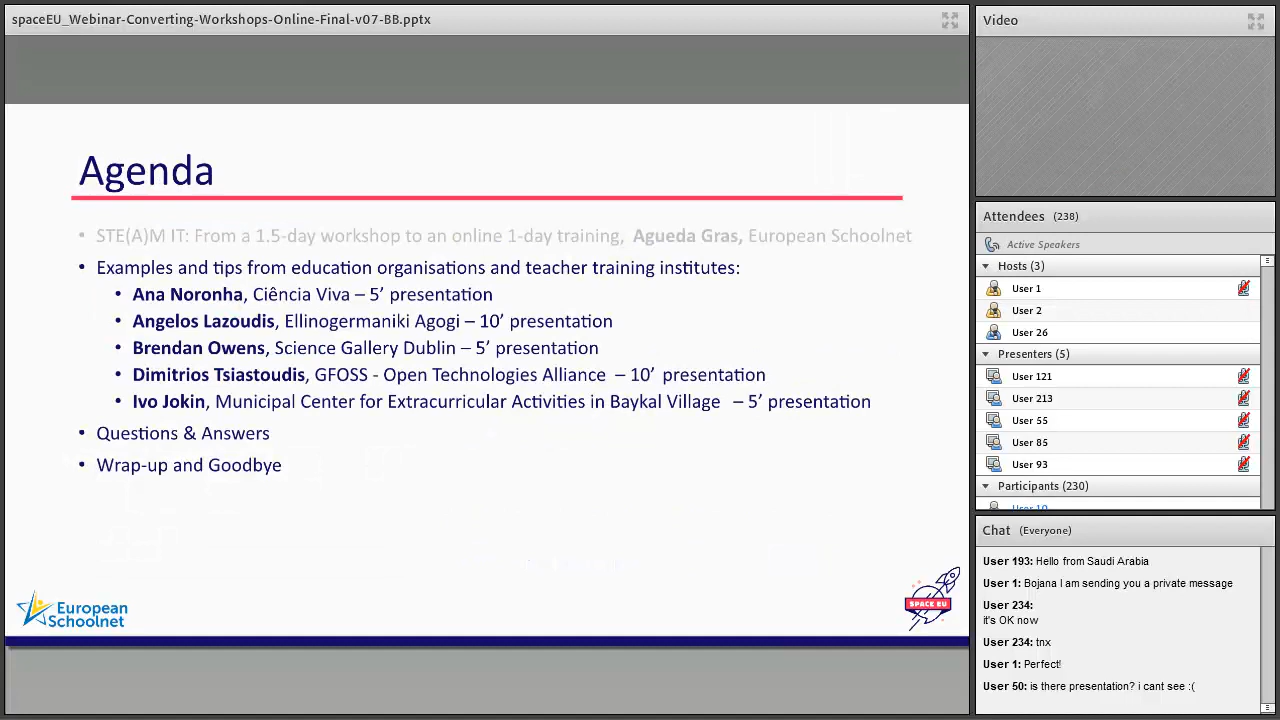 spaceEU_Webinar-Converting-Workshops-Online-Final-v07-BB.pptx
Agenda
• STE(A)M IT: From a 1.5-day workshop to an online 1-day training, Agueda Gras, European Schoolnet
• Examples and tips from education organisations and teacher training institutes:
• Ana Noronha, Ciência Viva – 5’ presentation
• Angelos Lazoudis, Ellinogermaniki Agogi – 10’ presentation
• Brendan Owens, Science Gallery Dublin – 5’ presentation
• Dimitrios Tsiastoudis, GFOSS - Open Technologies Alliance – 10’ presentation
• Ivo Jokin, Municipal Center for Extracurricular Activities in Baykal Village – 5’ presentation
• Questions & Answers
• Wrap-up and Goodbye
European
Schoolnet
SPACE EU
Video
Attendees (238)
Active Speakers
Hosts (3)
User 1
User 2
User 26
Presenters (5)
User 121
User 213
User 55
User 85
User 93
Participants (230)
User 10
Chat (Everyone)
User 193: Hello from Saudi Arabia
User 1: Bojana I am sending you a private message
User 234:
it's OK now
User 234: tnx
User 1: Perfect!
User 50: is there presentation? i cant see :(